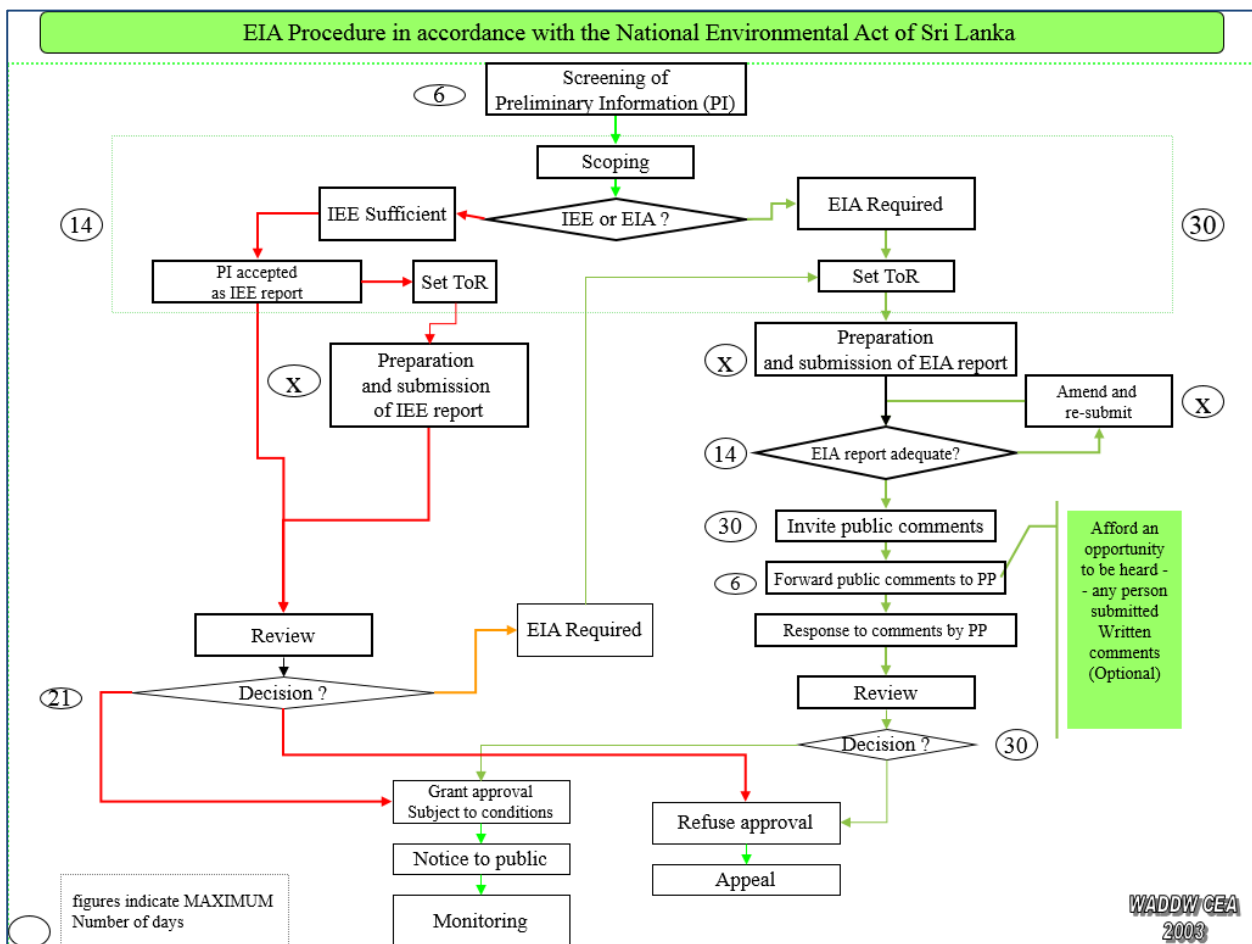 EIA Procedure in accordance with the National Environmental Act of Sri Lanka
6
Screening of
Preliminary Information (PI)
Scoping
14
IEE Sufficient
IEE or EIA ?
EIA Required
30
PI accepted
as IEE report
Set ToR
Set ToR
X
Preparation
and submission
of IEE report
X
Preparation
and submission of EIA report
Amend and
re-submit
X
14
EIA report adequate?
30
Invite public comments
6
Forward public comments to PP
Response to comments by PP
Afford an
opportunity
to be heard -
- any person
submitted
Written
comments
(Optional)
Review
EIA Required
21
Decision ?
Review
Decision ?
30
Grant approval
Subject to conditions
Refuse approval
Notice to public
Appeal
Monitoring
figures indicate MAXIMUM
Number of days
WADDW CEA
2003